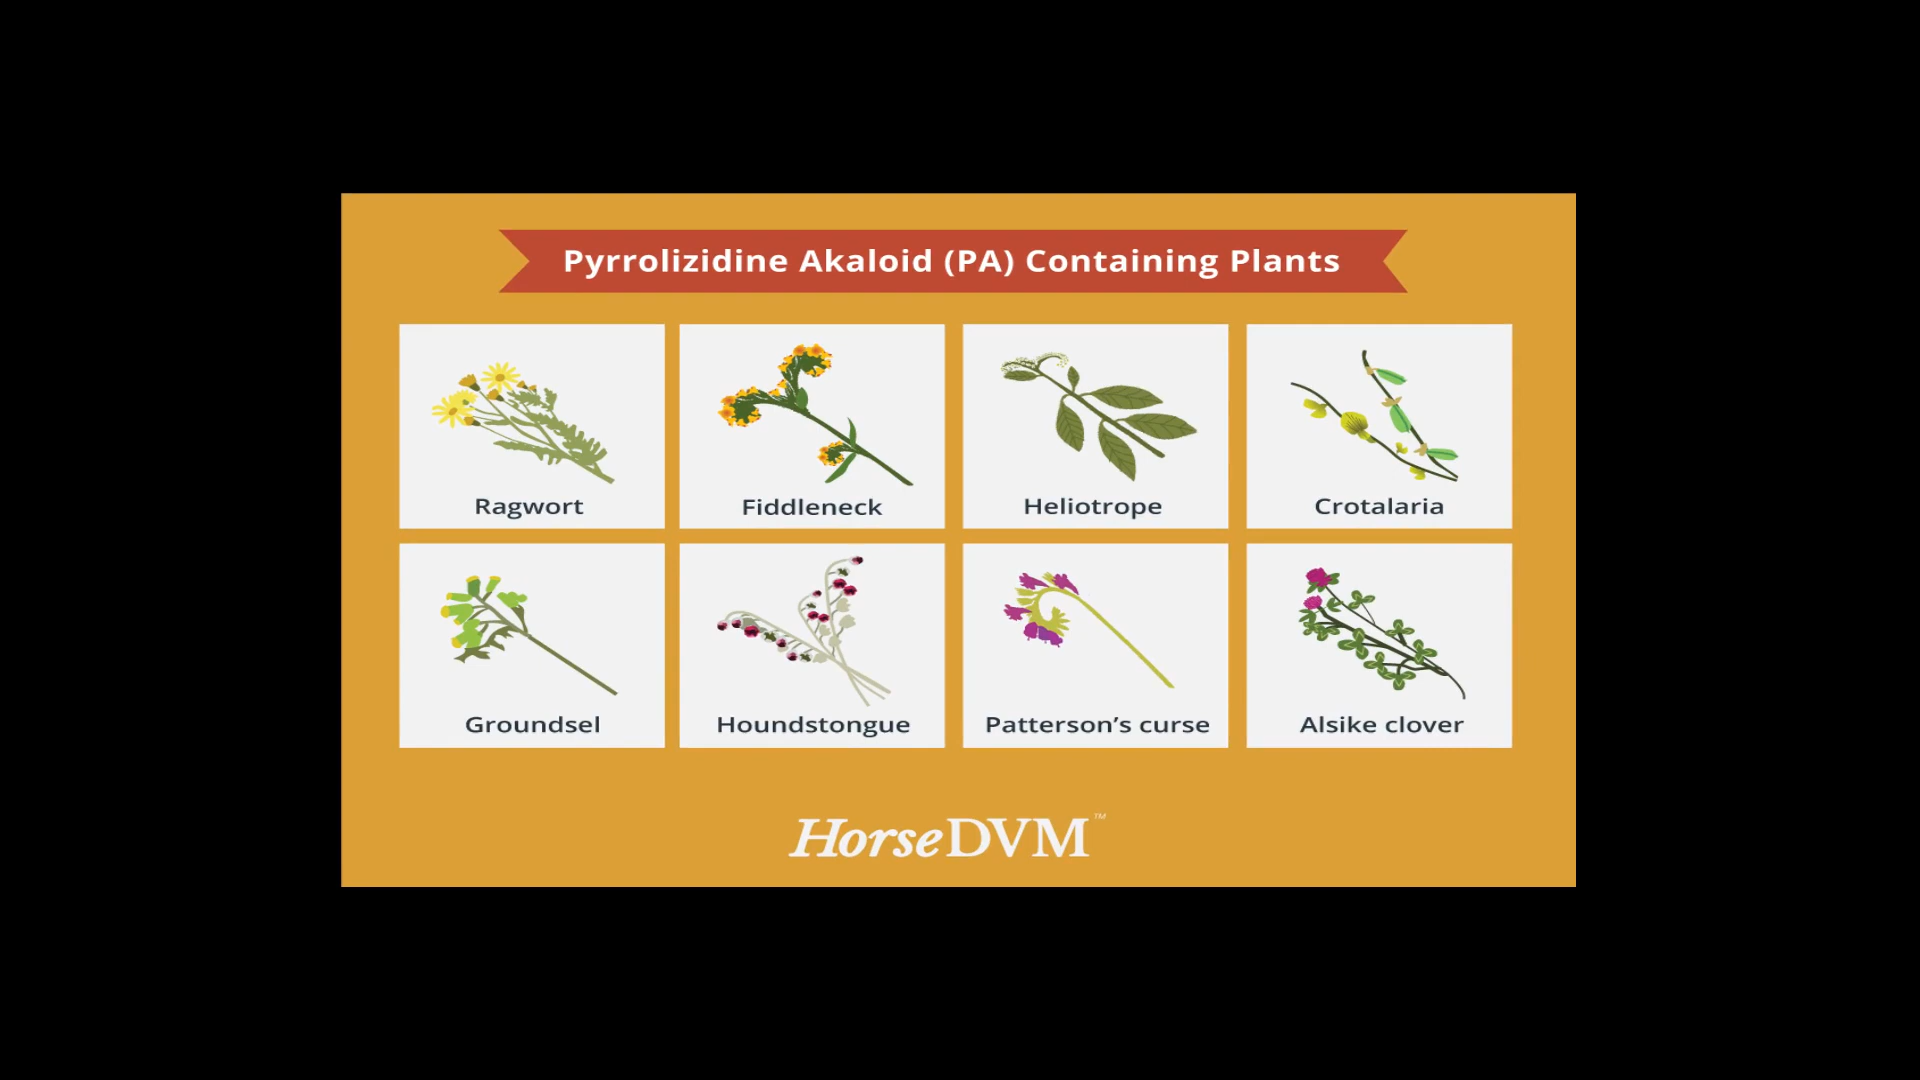 Pyrrolizidine Akaloid (PA) Containing Plants
Ragwort
Fiddleneck
Heliotrope
Crotalaria
Groundsel
Houndstongue
Patterson’s curse
Alsike clover
HorseDVM™